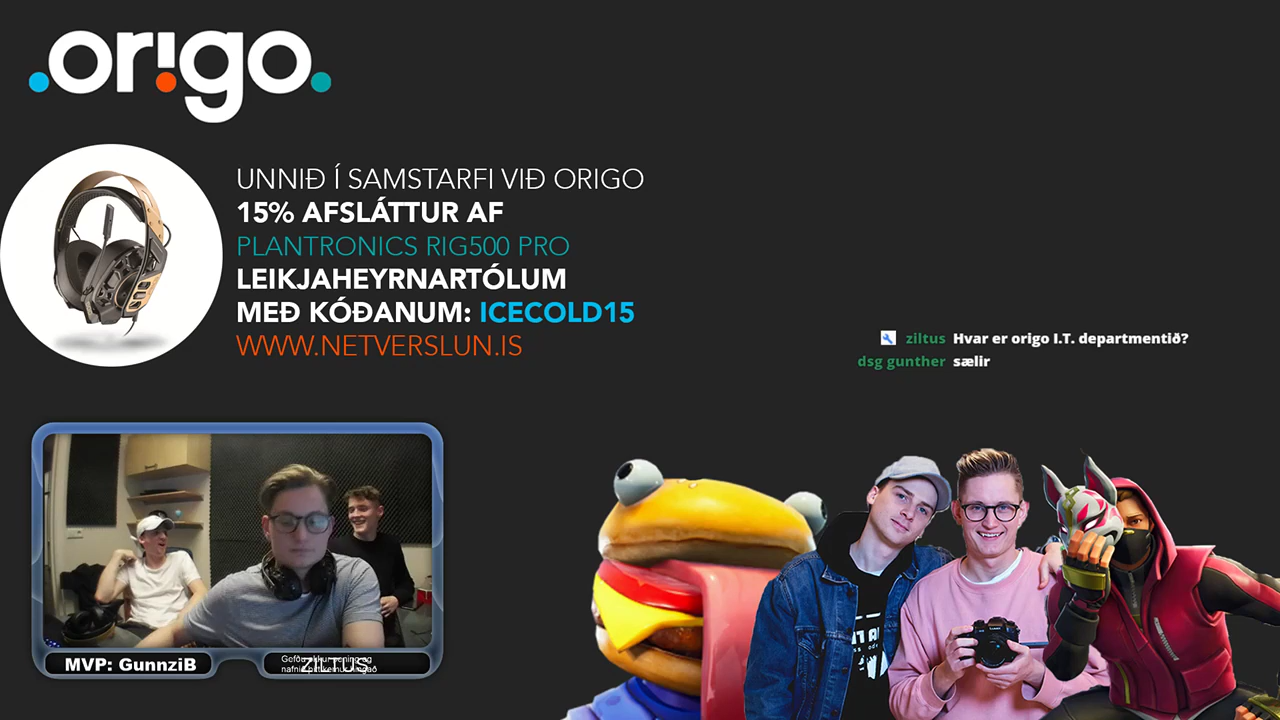 .origo.
UNNIÐ Í SAMSTARFI VIÐ ORIGO
15% AFSLÁTTUR AF
PLANTRONICS RIG500 PRO
LEIKJAHEYRNARTÓLUM
MEÐ KÓÐANUM: ICECOLD15
WWW.NETVERSLUN.IS
ziltus Hvar er origo I.T. departmentið?
dsg gunther sælir
MVP: GunnziB
ZILTUS